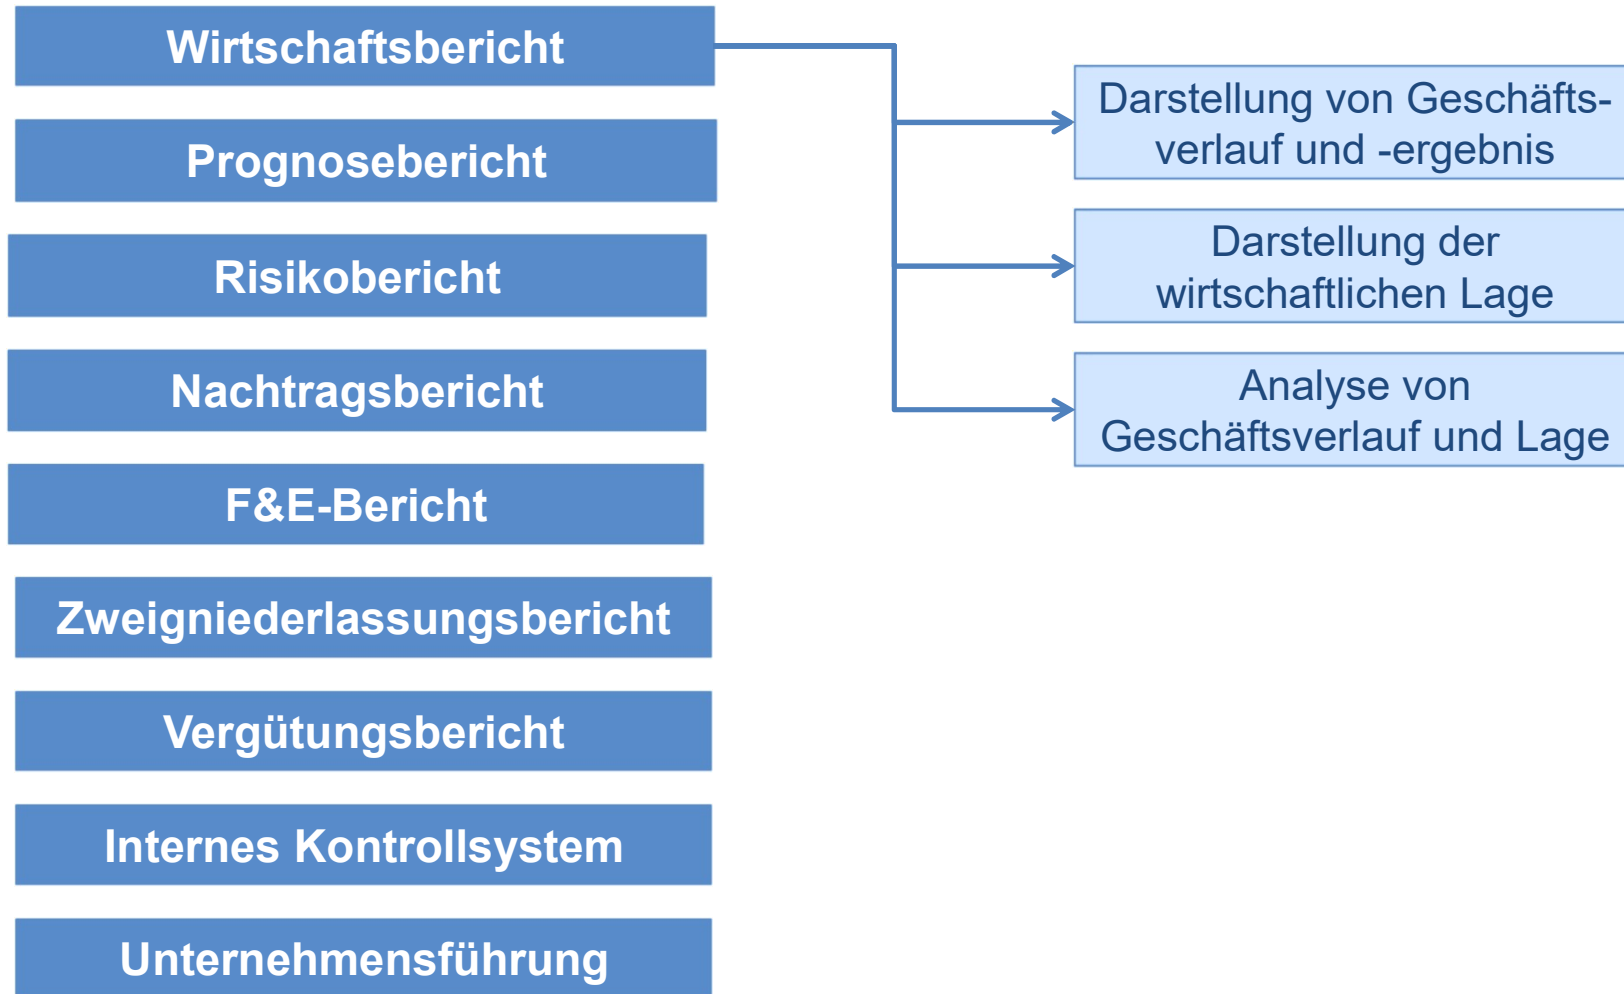 Wirtschaftsbericht
Prognosebericht
Risikobericht
Nachtragsbericht
F&E-Bericht
Zweigniederlassungsbericht
Vergütungsbericht
Internes Kontrollsystem
Unternehmensführung
Darstellung von Geschäfts-
verlauf und -ergebnis
Darstellung der
wirtschaftlichen Lage
Analyse von
Geschäftsverlauf und Lage